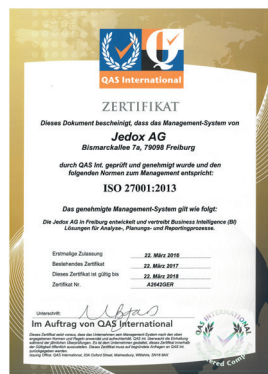 QAS International
ZERTIFIKAT
Dieses Dokument bescheinigt, dass das Management-System von
Jedox AG
Bismarckallee 7a, 79098 Freiburg
durch QAS Int. geprüft und genehmigt wurde und den
folgenden Normen zum Management entspricht:
ISO 27001:2013
Das genehmigte Management-System gilt wie folgt:
Die Jedox AG in Freiburg entwickelt und vertreibt Business Intelligence (BI)
Lösungen für Analyse-, Planungs- und Reportingprozesse.
Erstmalige Zulassung 22. März 2016
Bestehendes Zertifikat 22. März 2017
Dieses Zertifikat ist gültig bis 22. März 2018
Zertifikat Nr. A2642GER
Unterschrift:
Im Auftrag von QAS International
QAS INTERNATIONAL